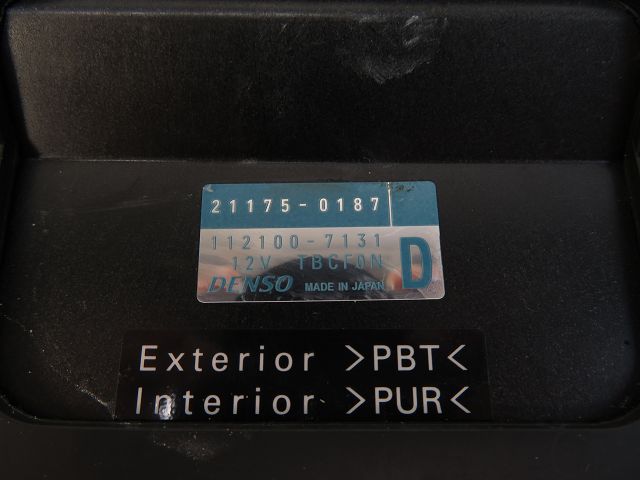 21175-0187
112100-7131
12V TBCF0N
DENSO MADE IN JAPAN
D
Exterior >PBT<
Interior >PUR<